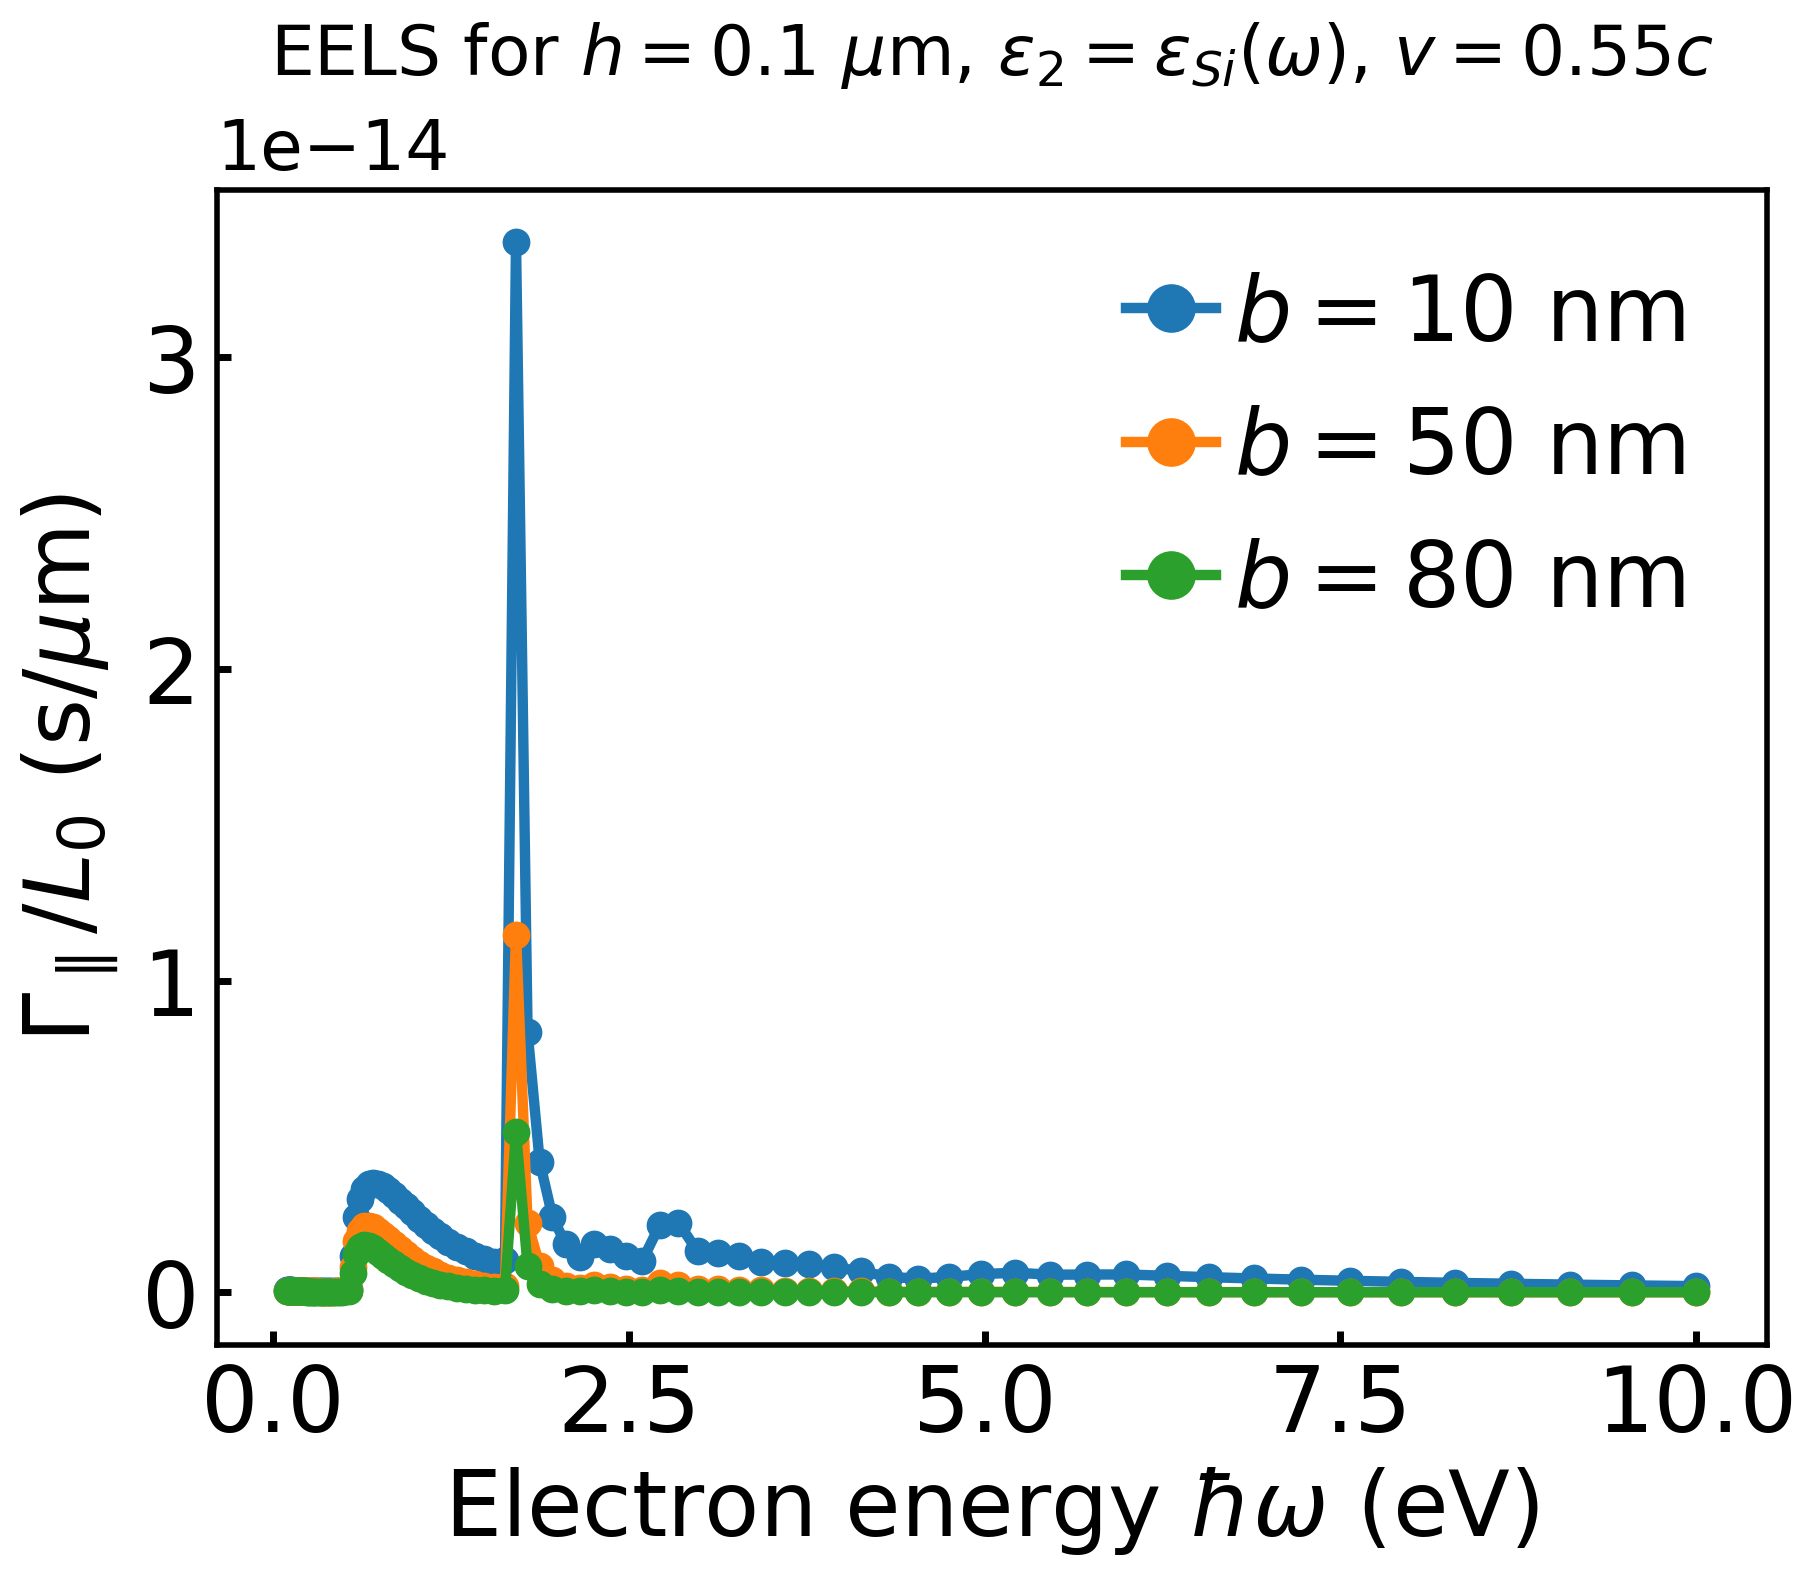 EELS for h = 0.1 μm, ε₂ = ε_Si(ω), v = 0.55c
1e−14
Γ∥/L₀ (s/μm)
3
2
1
0
b = 10 nm
b = 50 nm
b = 80 nm
0.0 2.5 5.0 7.5 10.0
Electron energy ℏω (eV)